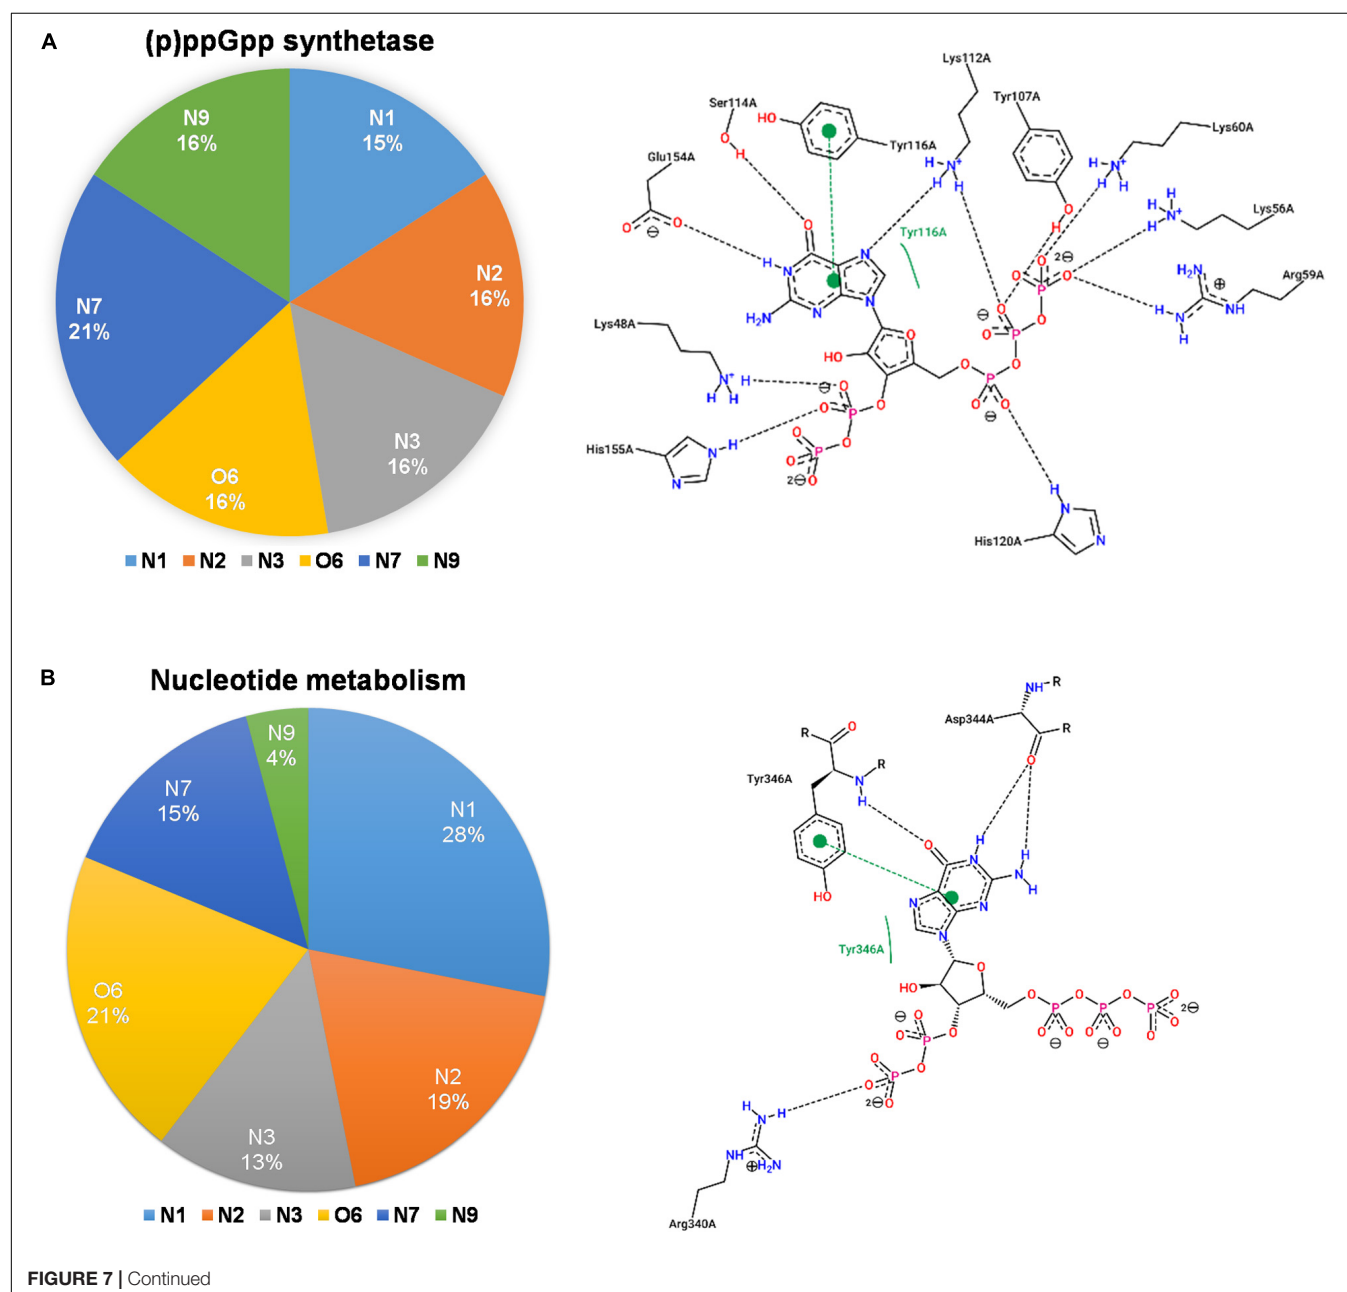 A
(p)ppGpp synthetase
N9
16%
N1
15%
N2
16%
N7
21%
N3
16%
O6
16%
N1 N2 N3 O6 N7 N9
Lys112A
Ser114A
Tyr107A
HO
Tyr116A
Lys60A
Glu154A
Lys56A
Tyr116A
Arg59A
Lys48A
His155A
His120A
B
Nucleotide metabolism
N9
4%
N7
15%
N1
28%
O6
21%
N2
19%
N3
13%
N1 N2 N3 O6 N7 N9
Asp344A
Tyr346A
HO
Tyr346A
HO
Arg340A
FIGURE 7 | Continued